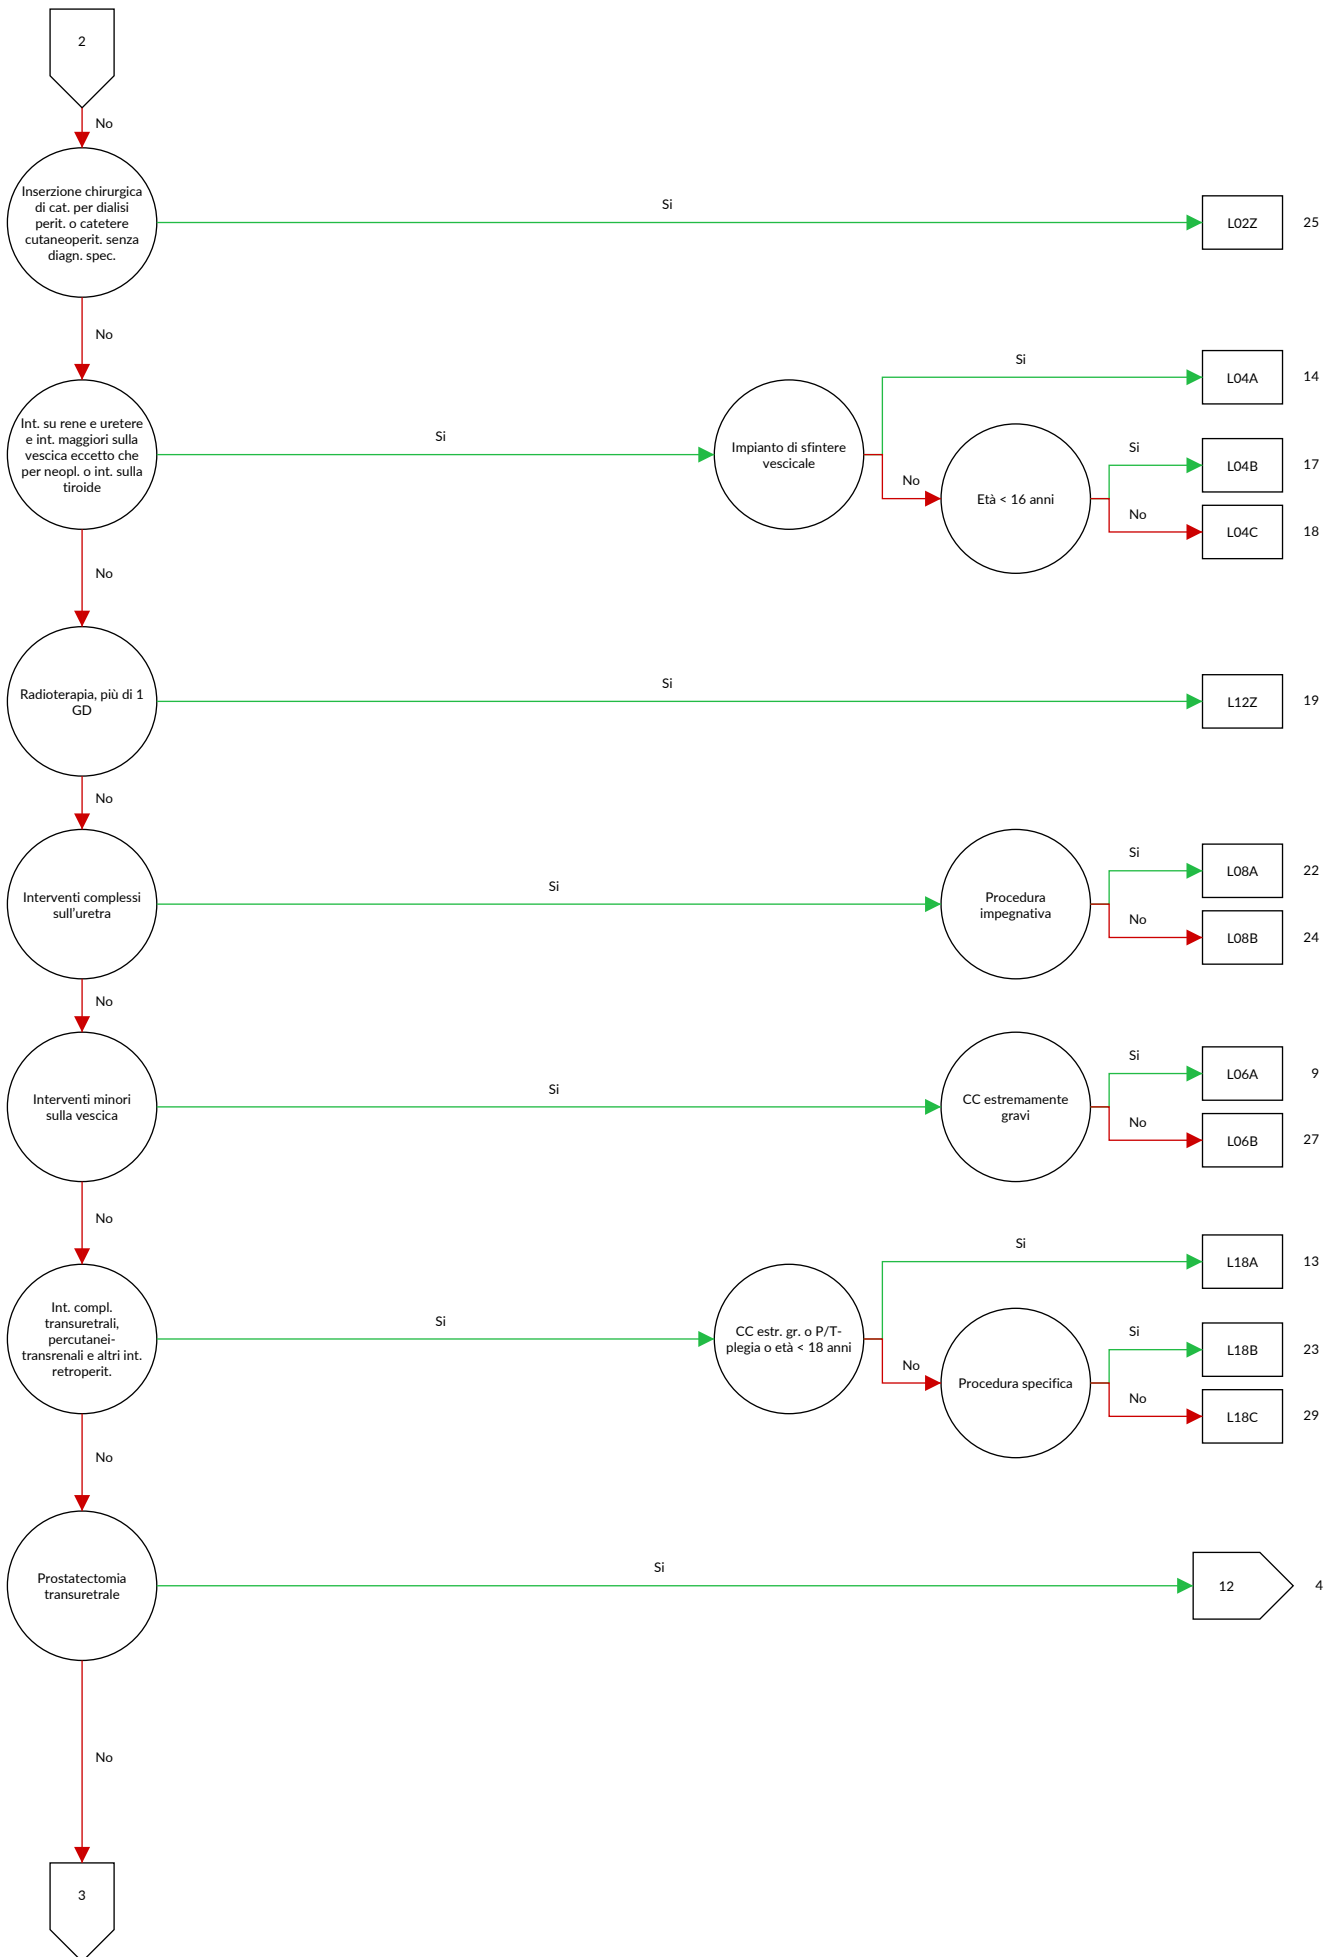 2
No
Inserzione chirurgica
di cat. per dialisi
perit. o catetere
cutaneoperit. senza
diagn. spec.
Si
L02Z
25
No
Int. su rene e uretere
e int. maggiori sulla
vescica eccetto che
per neopl. o int. sulla
tiroide
Si
Impianto di sfintere
vescicale
Si
L04A
14
No
Età < 16 anni
Si
L04B
17
No
L04C
18
No
Radioterapia, più di 1
GD
Si
L12Z
19
No
Interventi complessi
sull'uretra
Si
Procedura
impegnativa
Si
L08A
22
No
L08B
24
No
Interventi minori
sulla vescica
Si
CC estremamente
gravi
Si
L06A
9
No
L06B
27
No
Int. compl.
transuretrali,
percutanei-
transrenali e altri int.
retroperit.
Si
CC estr. gr. o P/T-
plegia o età < 18 anni
Si
L18A
13
No
Procedura specifica
Si
L18B
23
No
L18C
29
No
Prostatectomia
transuretrale
Si
12
4
No
3